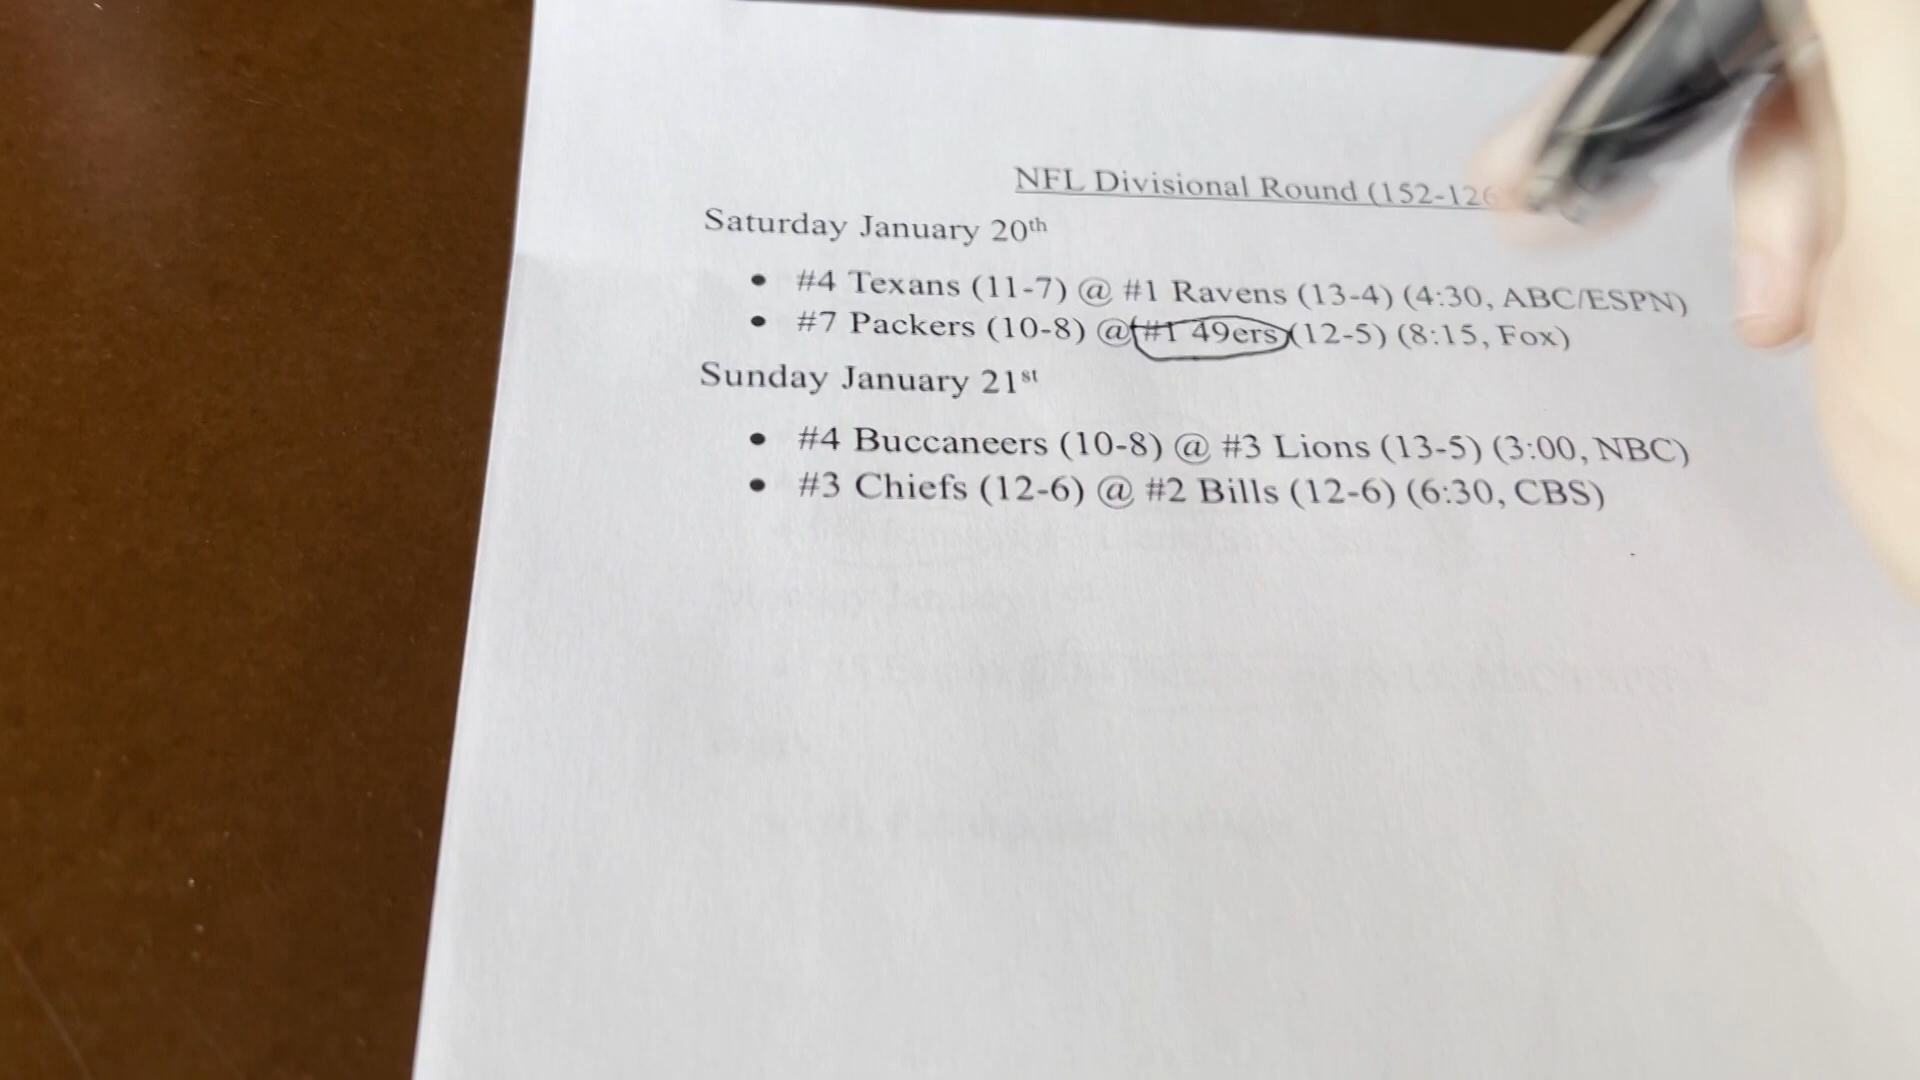 NFL Divisional Round (152-126
Saturday January 20th
• #4 Texans (11-7) @ #1 Ravens (13-4) (4:30, ABC/ESPN)
• #7 Packers (10-8) @ #1 49ers (12-5) (8:15, Fox)
Sunday January 21st
• #4 Buccaneers (10-8) @ #3 Lions (13-5) (3:00, NBC)
• #3 Chiefs (12-6) @ #2 Bills (12-6) (6:30, CBS)